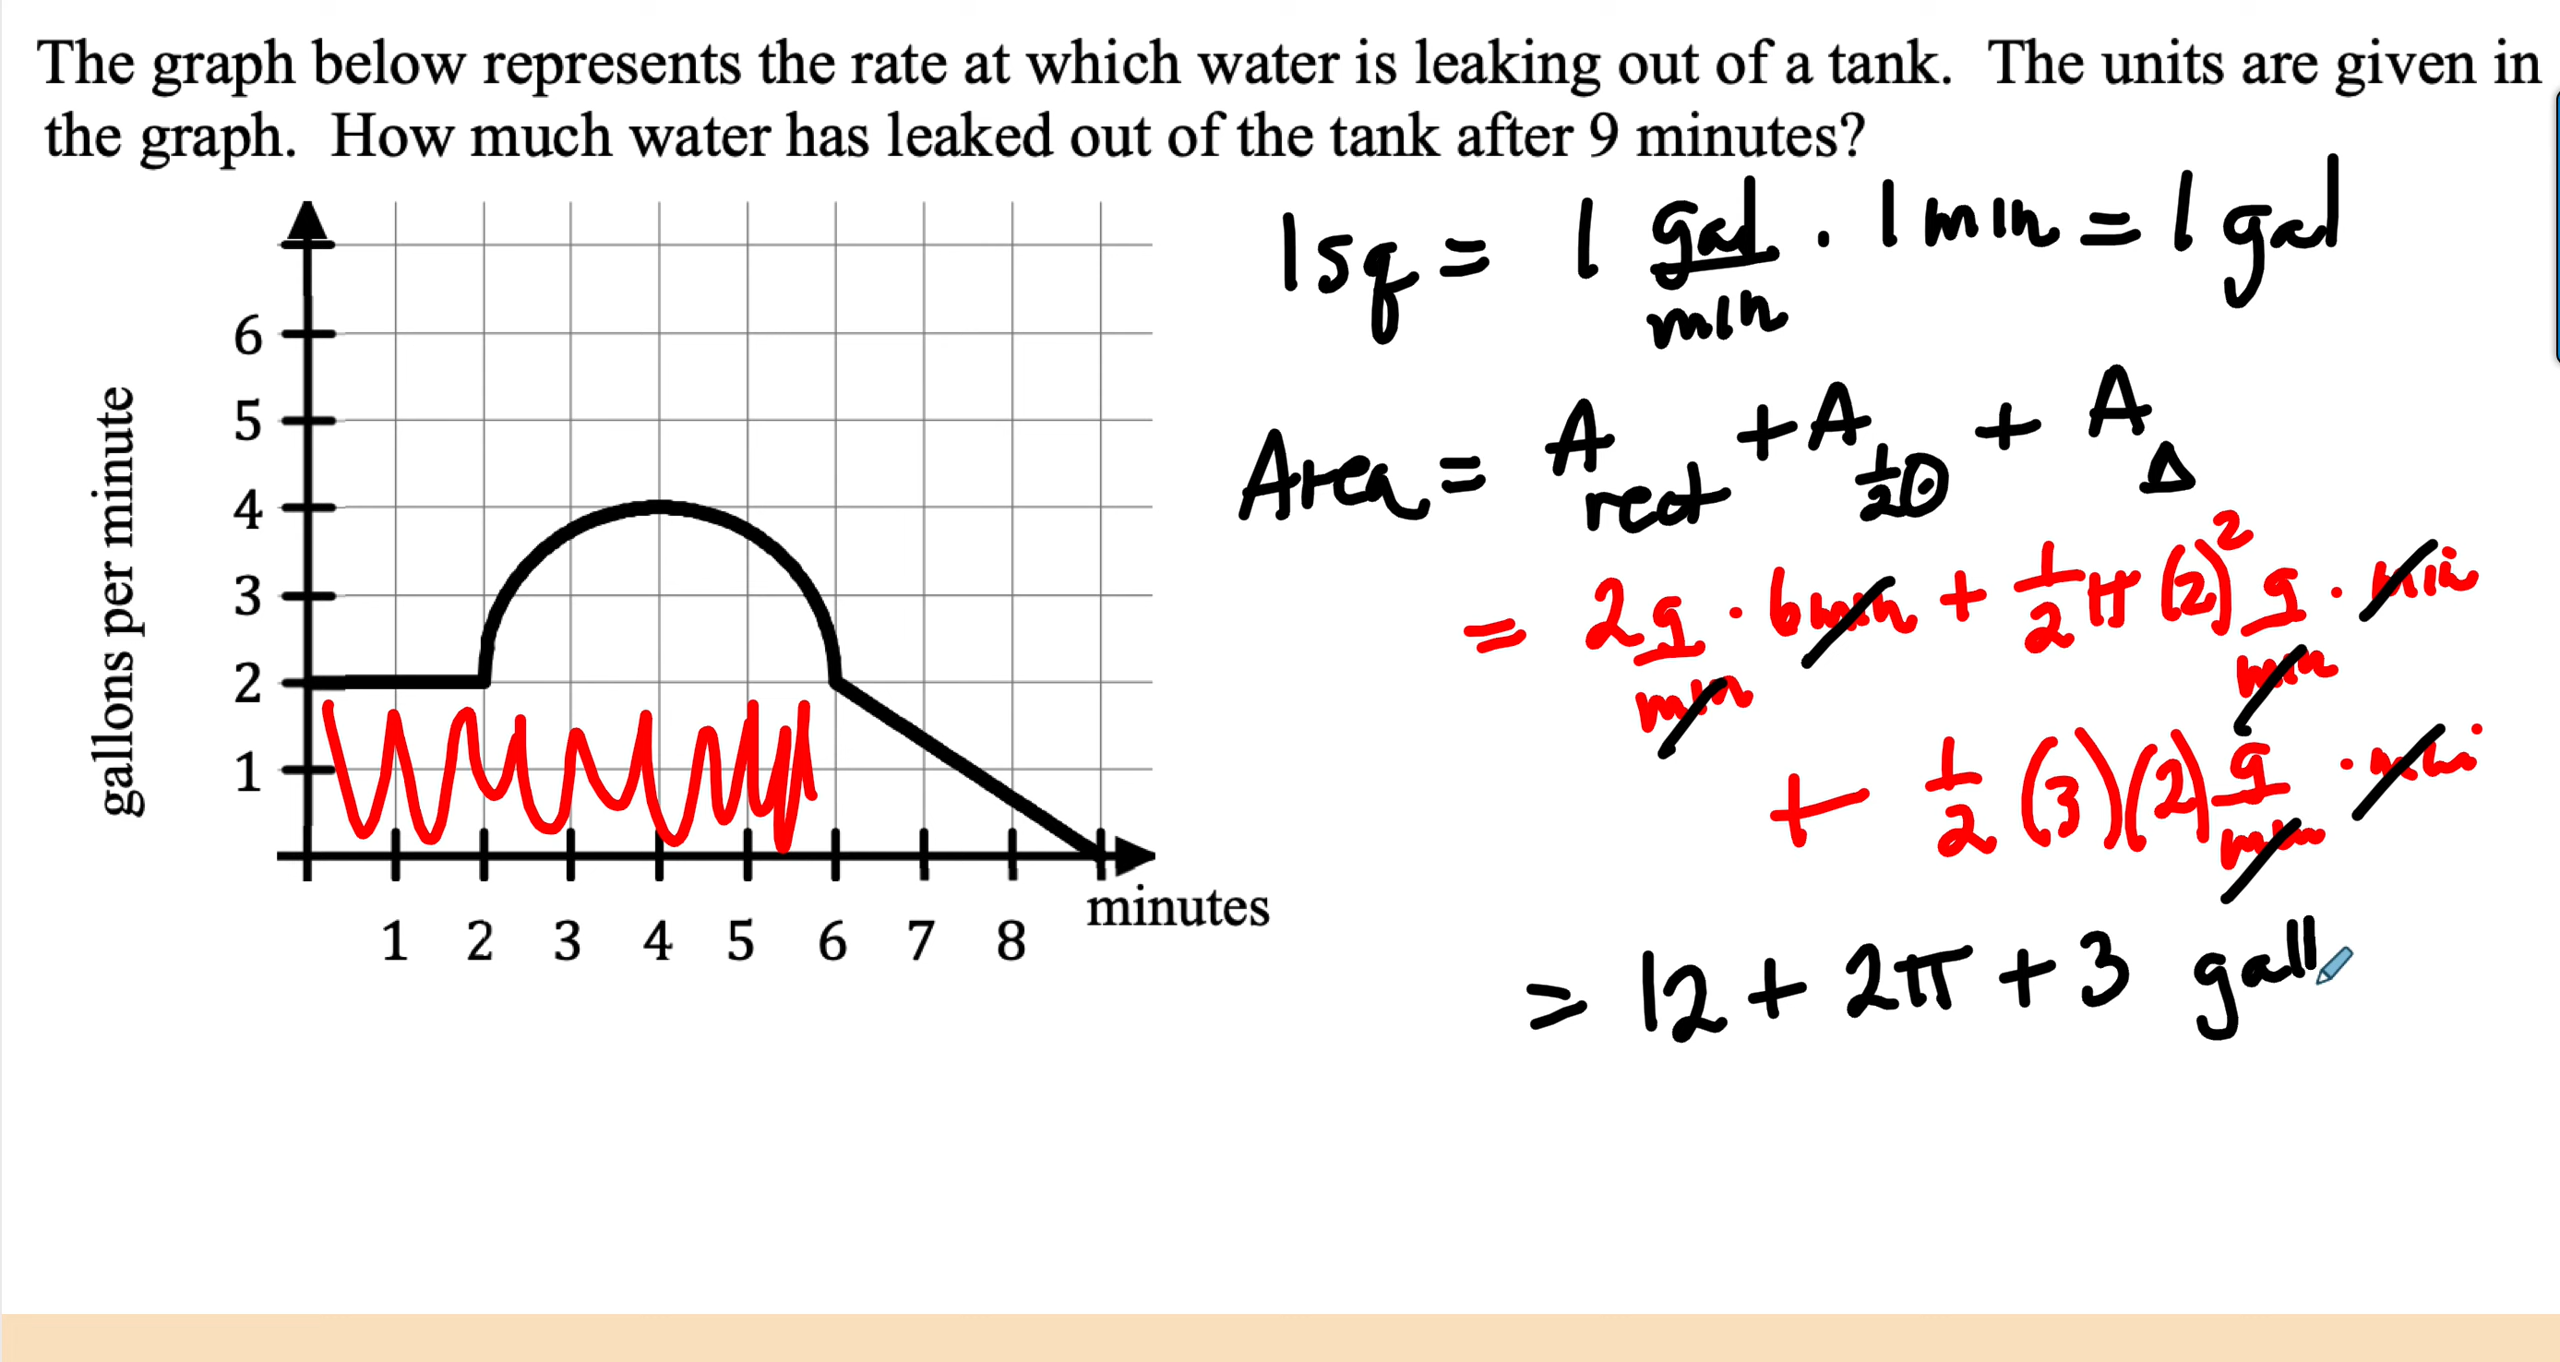 The graph below represents the rate at which water is leaking out of a tank. The units are given in
the graph. How much water has leaked out of the tank after 9 minutes?
gallons per minute
6
5
4
3
2
1
1 2 3 4 5 6 7 8
minutes
1 sq = 1 gal/min · 1 min = 1 gal
Area = A rect + A ½⊙ + A △
= 2 g/min · 6 min + ½ π (2)² g/min · min
+ ½ (3)(2) g/min · min
= 12 + 2π + 3 gall